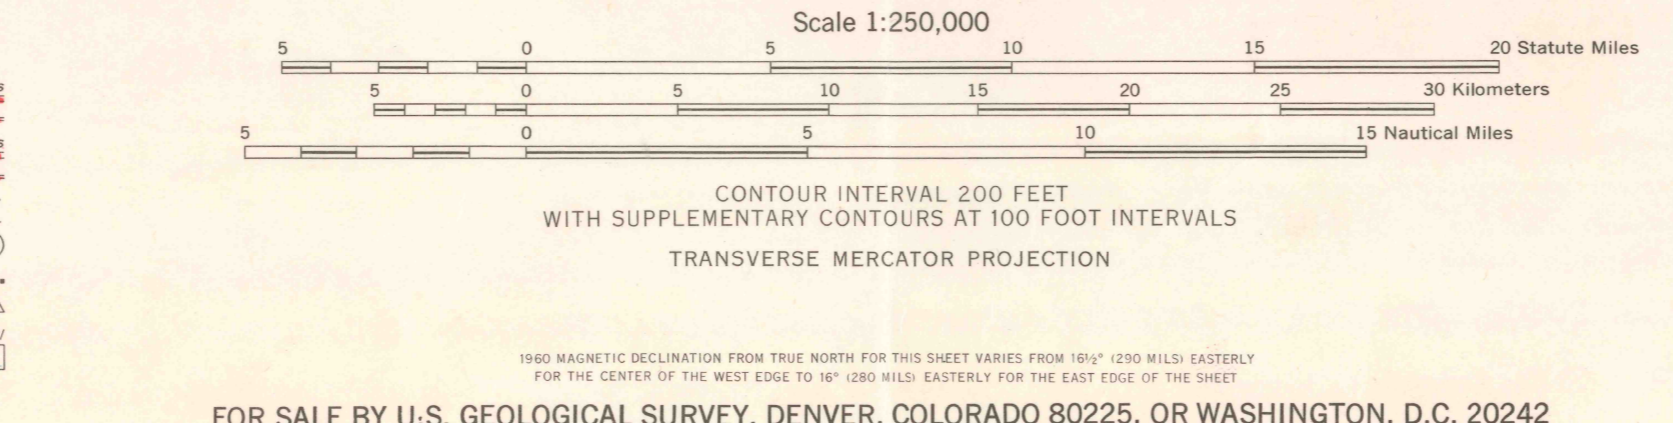 Scale 1:250,000
5 0 5 10 15 20 Statute Miles
5 0 5 10 15 20 25 30 Kilometers
5 0 5 10 15 Nautical Miles
CONTOUR INTERVAL 200 FEET
WITH SUPPLEMENTARY CONTOURS AT 100 FOOT INTERVALS
TRANSVERSE MERCATOR PROJECTION
1960 MAGNETIC DECLINATION FROM TRUE NORTH FOR THIS SHEET VARIES FROM 16½° (290 MILS) EASTERLY
FOR THE CENTER OF THE WEST EDGE TO 16° (280 MILS) EASTERLY FOR THE EAST EDGE OF THE SHEET
FOR SALE BY U.S. GEOLOGICAL SURVEY, DENVER, COLORADO 80225, OR WASHINGTON, D.C. 20242